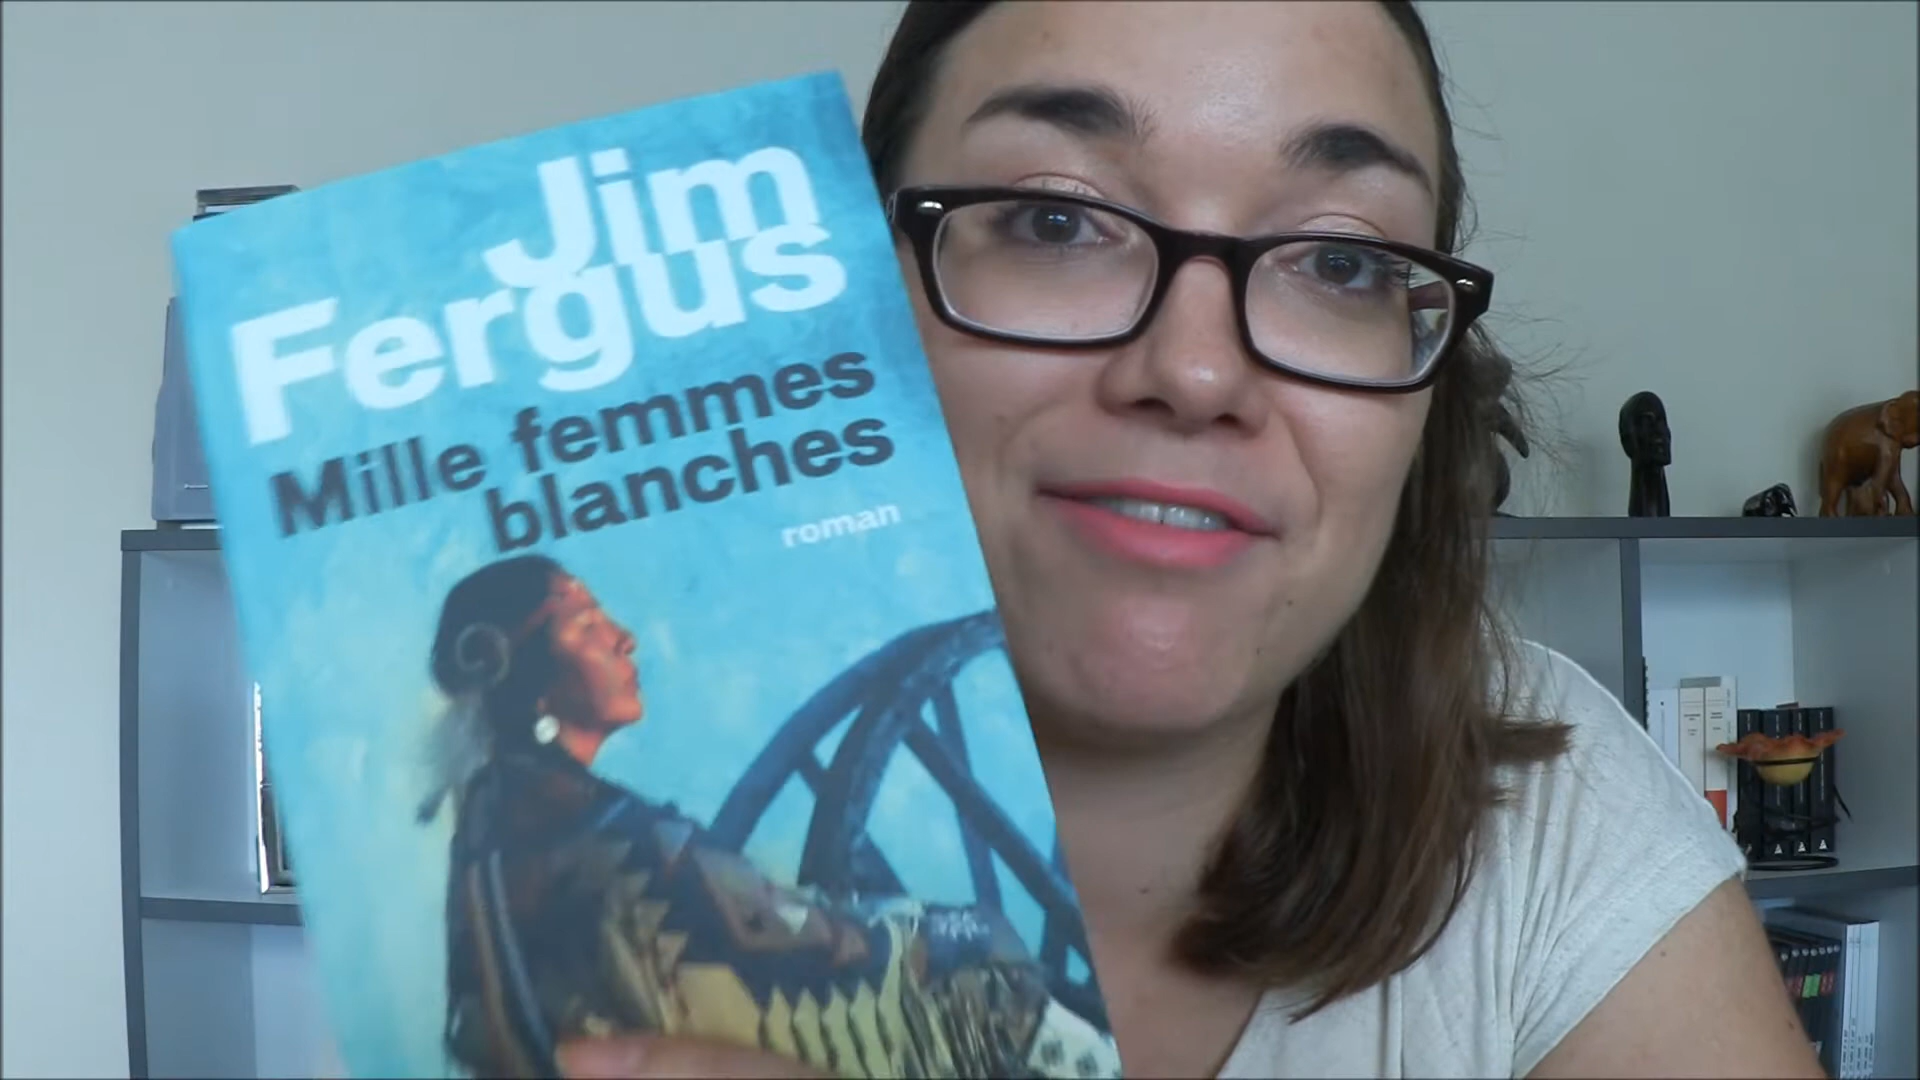 Jim
Fergus
Mille femmes
blanches
roman